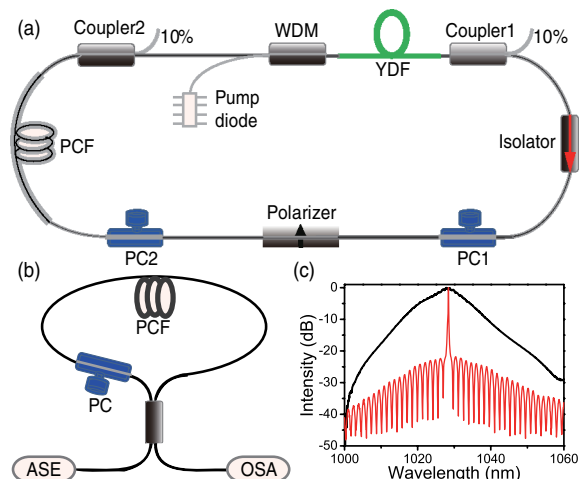 (a)
Coupler2
10%
WDM
YDF
Coupler1
10%
Pump
diode
PCF
Isolator
Polarizer
PC2
PC1
(b)
PCF
PC
ASE
OSA
(c)
Intensity (dB)
0
-10
-20
-30
-40
-50
1000
1020
1040
1060
Wavelength (nm)